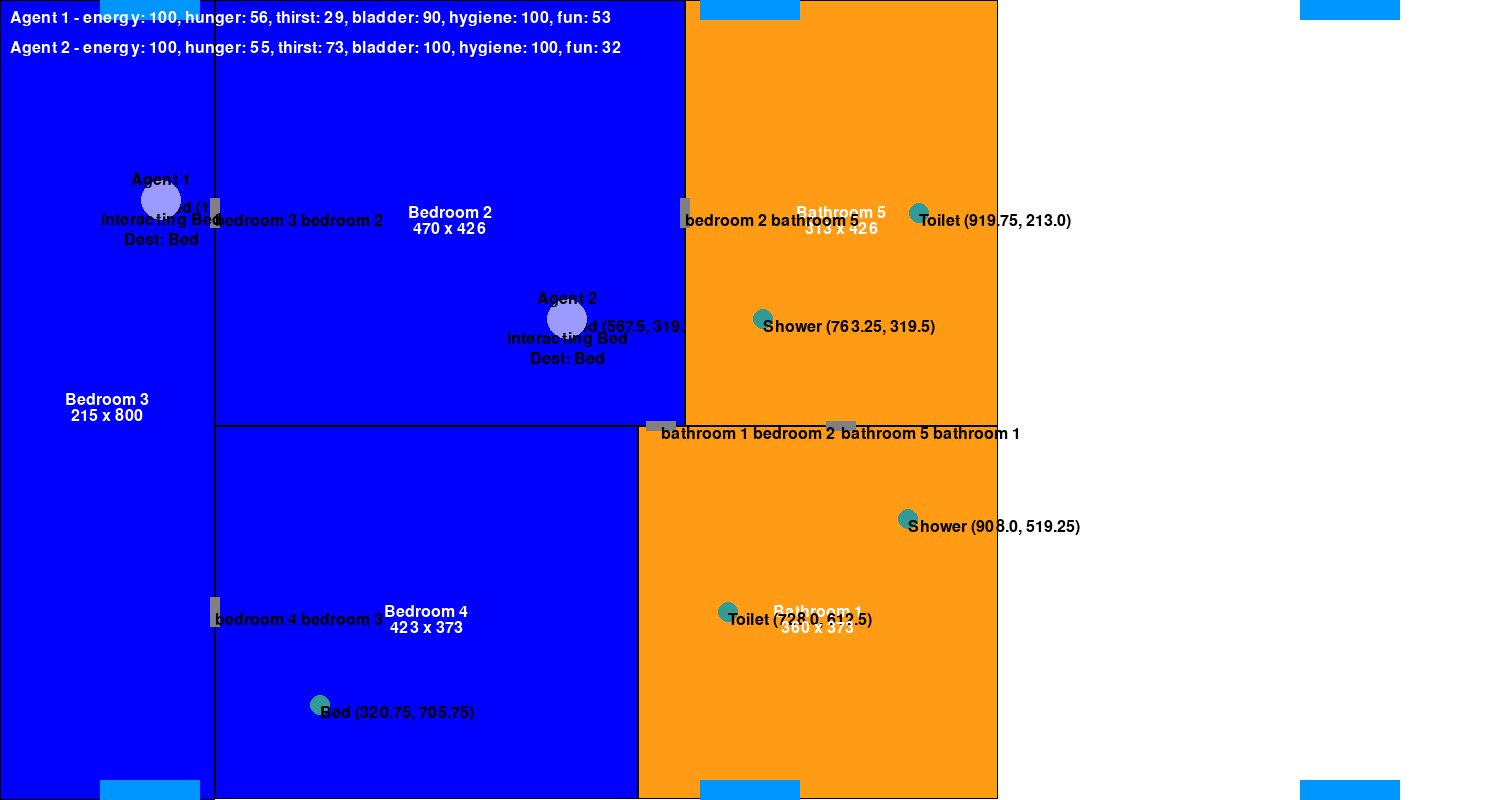 Agent 1 - energy: 100, hunger: 56, thirst: 29, bladder: 90, hygiene: 100, fun: 53
Agent 2 - energy: 100, hunger: 55, thirst: 73, bladder: 100, hygiene: 100, fun: 32
Agent 1
interacting Bed
Dest: Bed
bedroom 3 bedroom 2
Bedroom 2
470 x 426
bedroom 2 bathroom 5
Bathroom 5
313 x 426
Toilet (919.75, 213.0)
Agent 2
(567.5, 319.
interacting Bed
Dest: Bed
Shower (763.25, 319.5)
Bedroom 3
215 x 800
bathroom 1 bedroom 2
bathroom 5 bathroom 1
Shower (908.0, 519.25)
bedroom 4 bedroom 3
Bedroom 4
423 x 373
Toilet (728.0, 612.5)
Bathroom 1
360 x 373
Bed (320.75, 705.75)